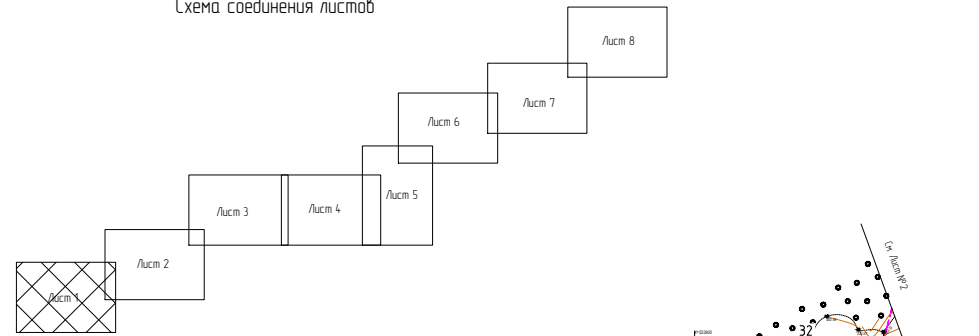 Схема соединения листов
Лист 8
Лист 7
Лист 6
Лист 5
Лист 3
Лист 4
Лист 2
Лист 1
См. Лист №2
32